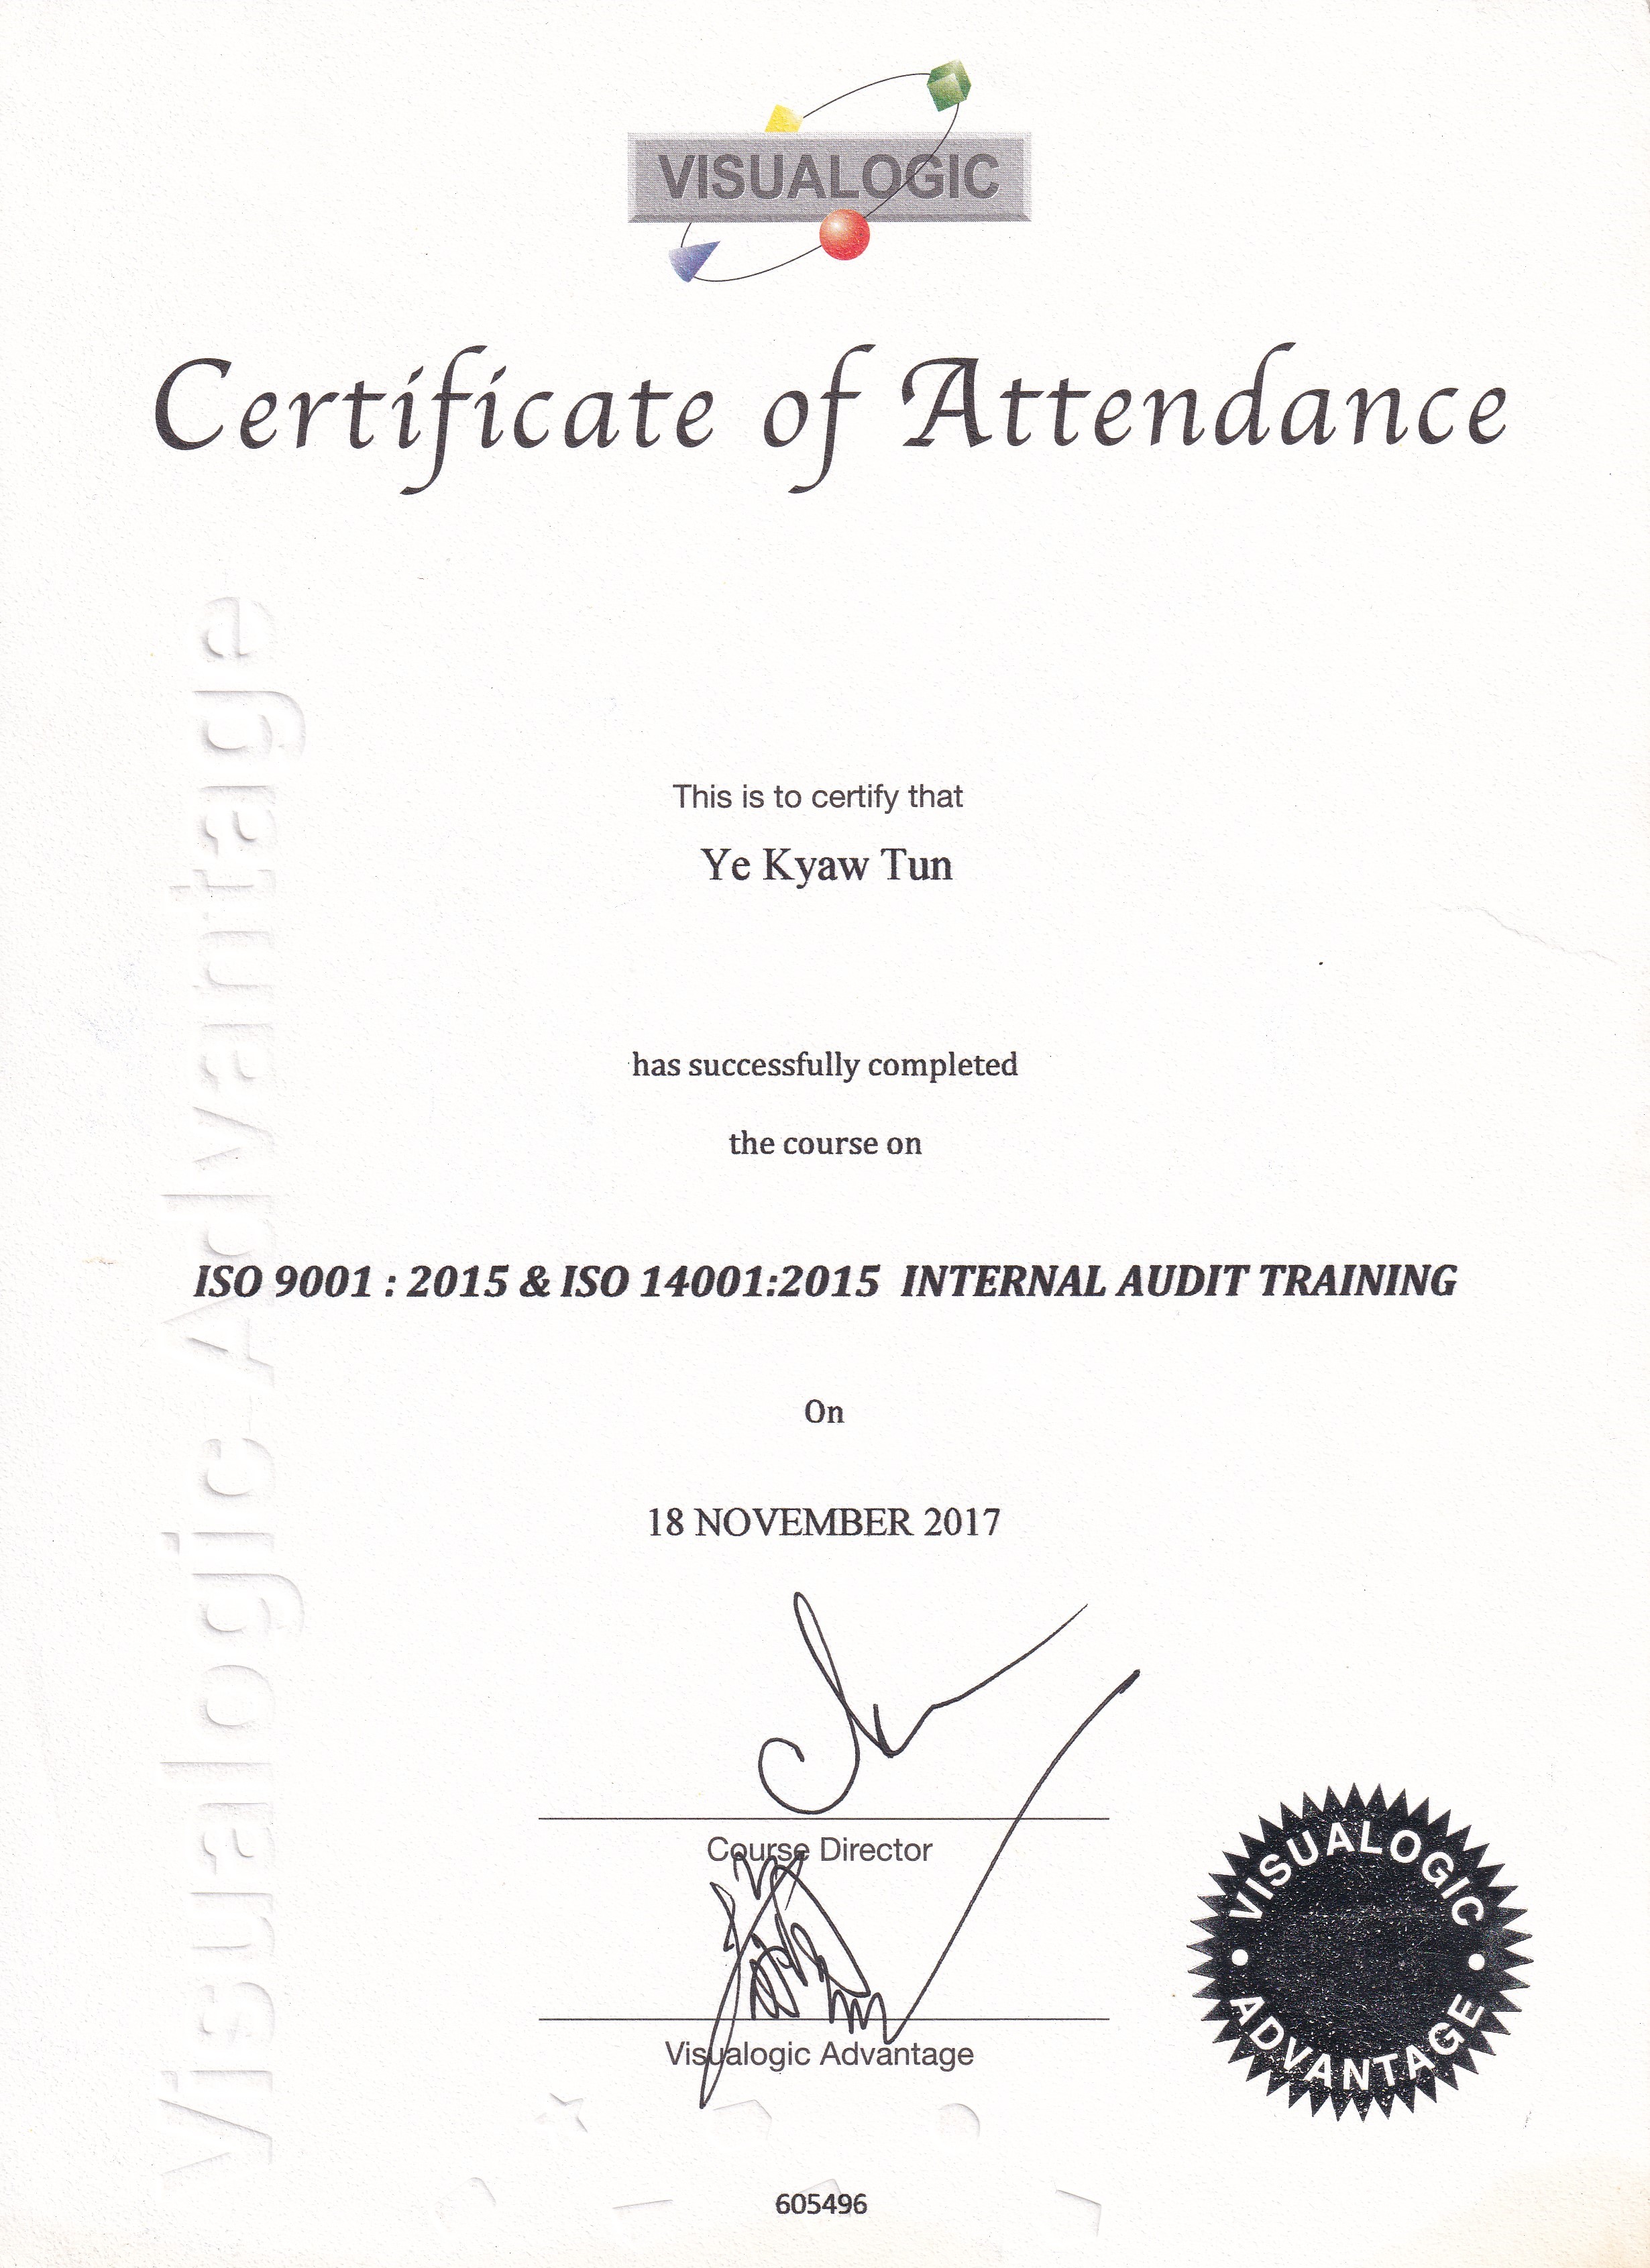 VISUALOGIC
Certificate of Attendance
This is to certify that
Ye Kyaw Tun
has successfully completed
the course on
ISO 9001 : 2015 & ISO 14001:2015 INTERNAL AUDIT TRAINING
On
18 NOVEMBER 2017
Course Director
Visualogic Advantage
VISUALOGIC
ADVANTAGE
605496
Visualogic Advantage